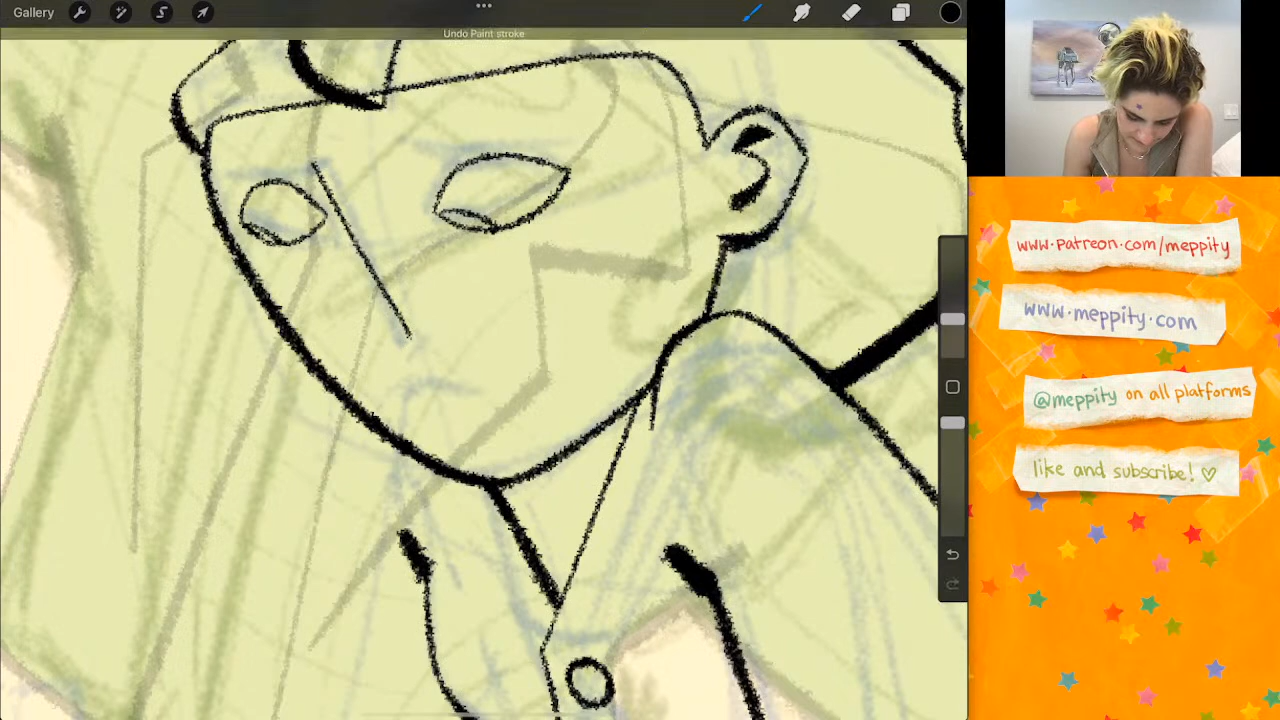 Gallery
Undo Paint stroke
www.patreon.com/meppity
www.meppity.com
@meppity on all platforms
like and subscribe! ♡